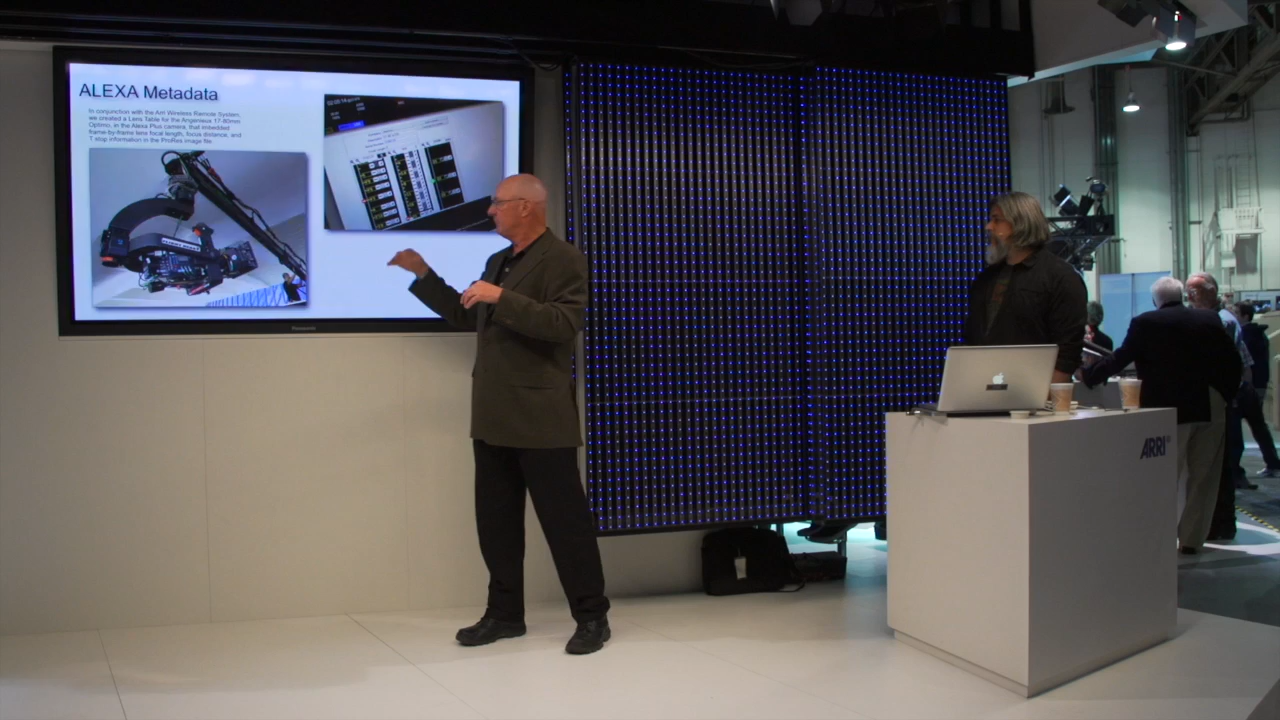 ALEXA Metadata
In conjunction with the Arri Wireless Remote System,
we created a Lens Table for the Angenieux 17-80mm
Optimo, in the Alexa Plus camera, that imbedded
frame-by-frame lens focal length, focus distance, and
T stop information in the ProRes image file.
Panasonic
ARRI